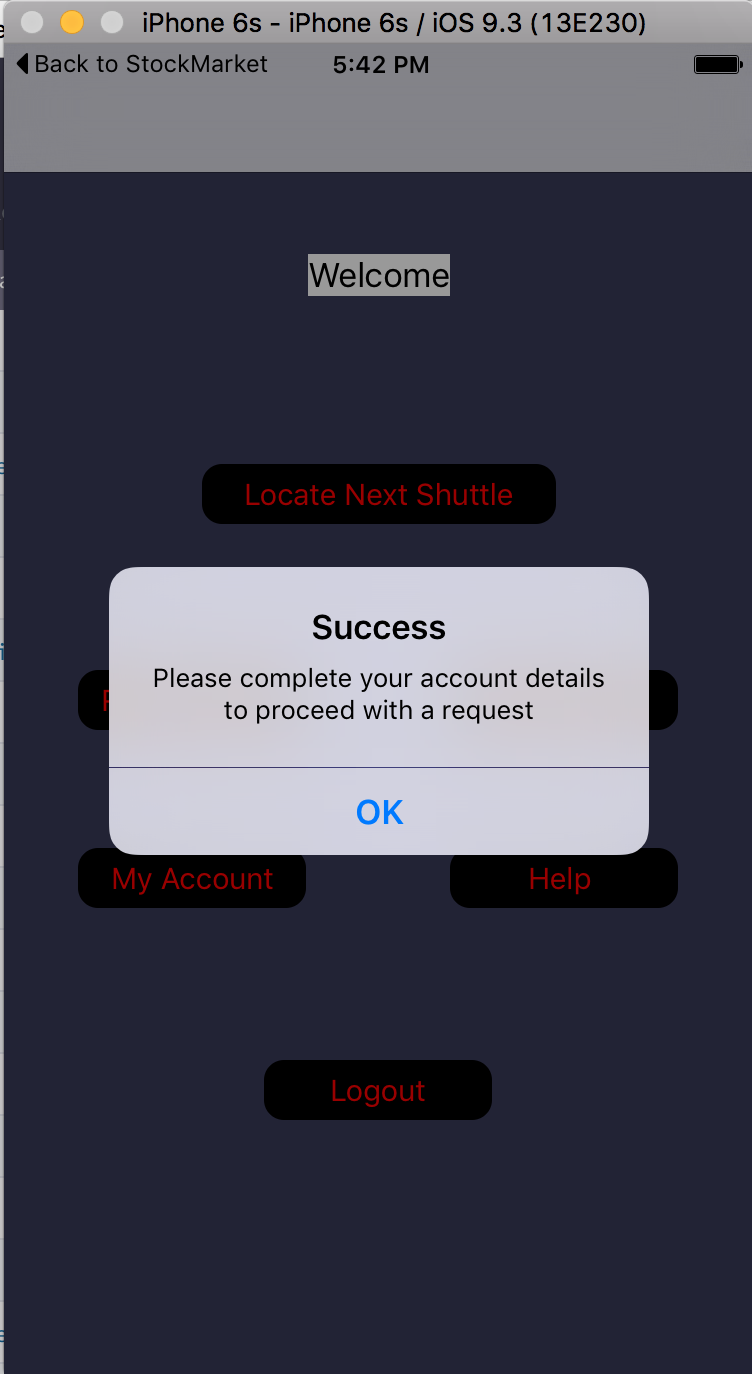 iPhone 6s - iPhone 6s / iOS 9.3 (13E230)
Back to StockMarket 5:42 PM
Welcome
Locate Next Shuttle
Success
Please complete your account details
to proceed with a request
OK
My Account Help
Logout